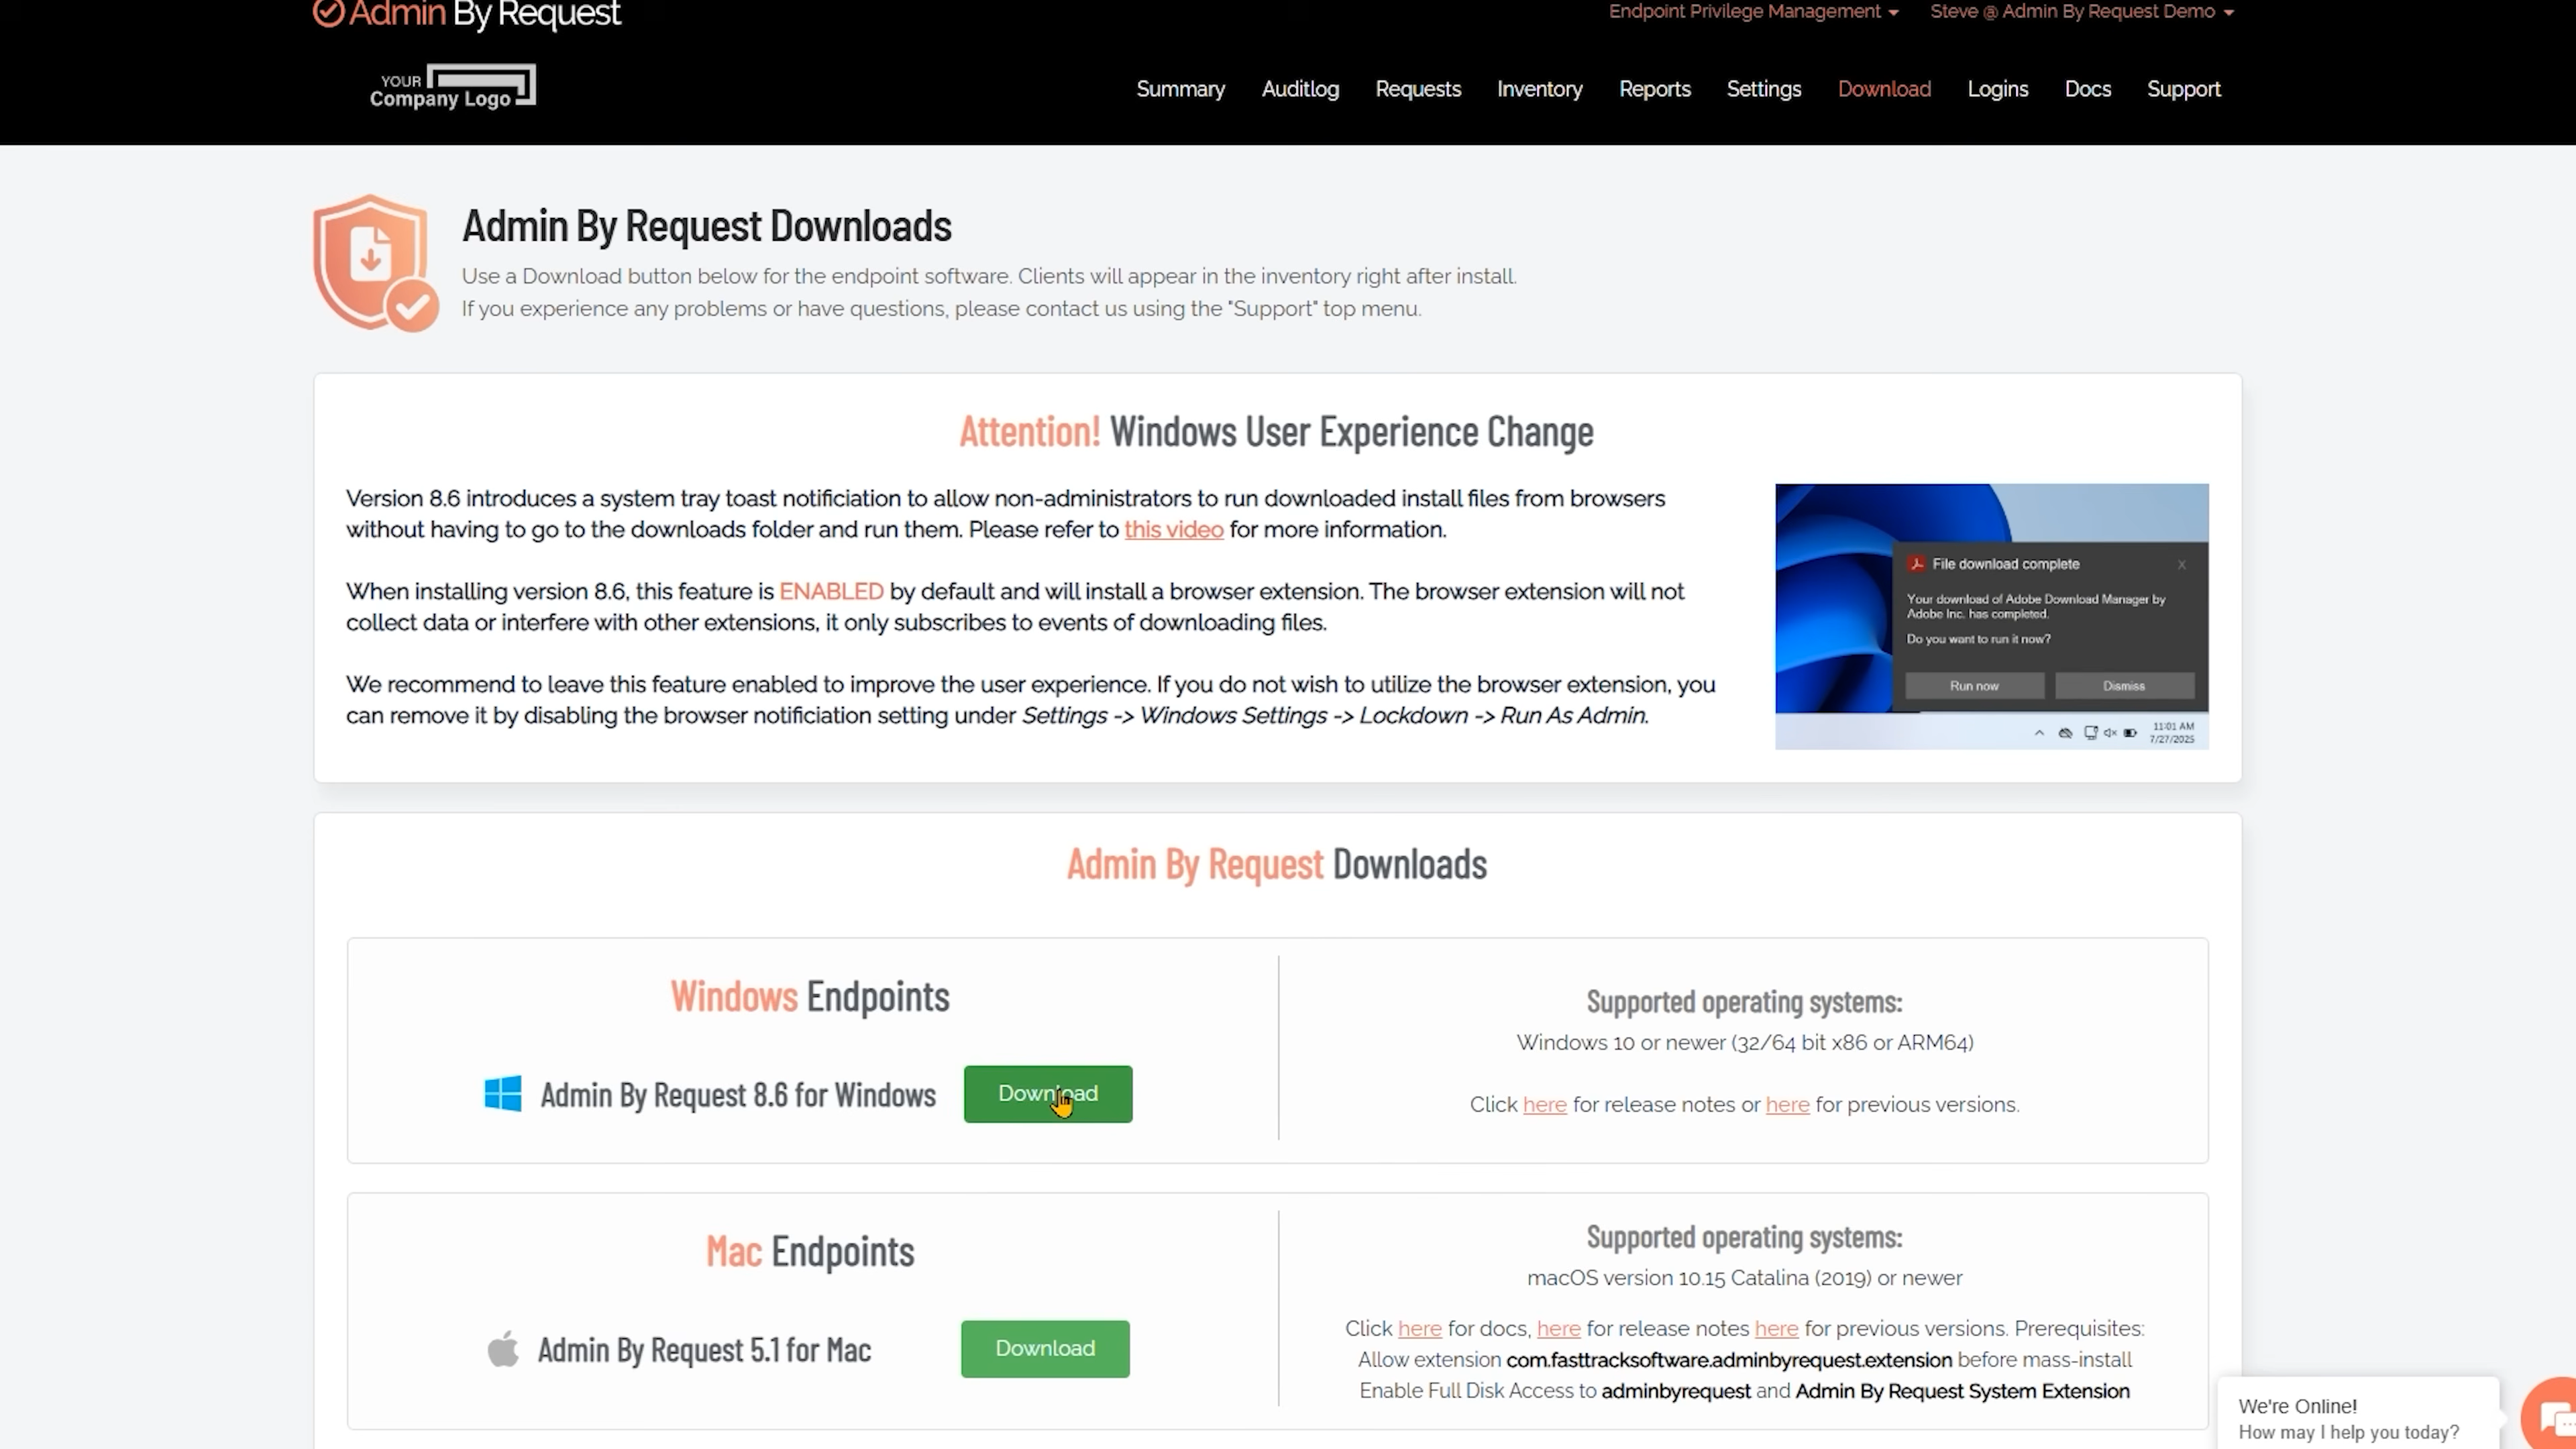 Admin By Request
Endpoint Privilege Management
Steve @ Admin By Request Demo
YOUR
Company Logo
Summary
Auditlog
Requests
Inventory
Reports
Settings
Download
Logins
Docs
Support
Admin By Request Downloads
Use a Download button below for the endpoint software. Clients will appear in the inventory right after install.
If you experience any problems or have questions, please contact us using the "Support" top menu.
Attention! Windows User Experience Change
Version 8.6 introduces a system tray toast notificiation to allow non-administrators to run downloaded install files from browsers
without having to go to the downloads folder and run them. Please refer to this video for more information.
When installing version 8.6, this feature is ENABLED by default and will install a browser extension. The browser extension will not
collect data or interfere with other extensions, it only subscribes to events of downloading files.
We recommend to leave this feature enabled to improve the user experience. If you do not wish to utilize the browser extension, you
can remove it by disabling the browser notificiation setting under Settings -> Windows Settings -> Lockdown -> Run As Admin.
File download complete
X
Your download of Adobe Download Manager by
Adobe Inc. has completed.
Do you want to run it now?
Run now
Dismiss
11:01 AM
7/27/2025
Admin By Request Downloads
Windows Endpoints
Admin By Request 8.6 for Windows
Download
Supported operating systems:
Windows 10 or newer (32/64 bit x86 or ARM64)
Click here for release notes or here for previous versions.
Mac Endpoints
Admin By Request 5.1 for Mac
Download
Supported operating systems:
macOS version 10.15 Catalina (2019) or newer
Click here for docs, here for release notes here for previous versions. Prerequisites:
Allow extension com.fasttracksoftware.adminbyrequest.extension before mass-install
Enable Full Disk Access to adminbyrequest and Admin By Request System Extension
We're Online!
How may I help you today?